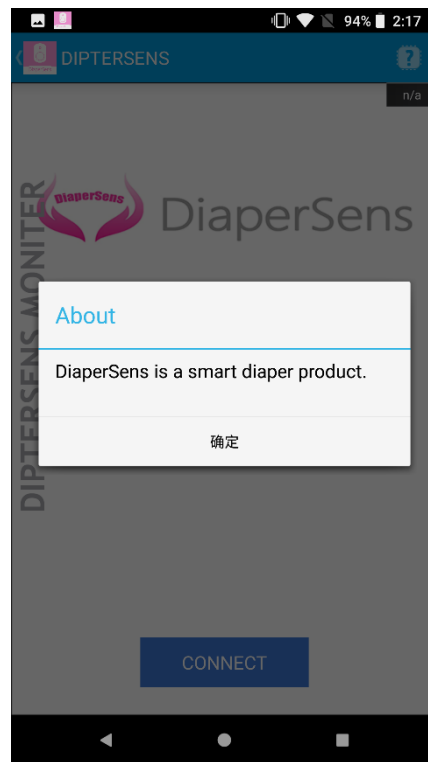 94% 2:17
DIPTERSENS
n/a
DiaperSens
DiaperSens
DIPTERSENS MONITER
About
DiaperSens is a smart diaper product.
确定
CONNECT